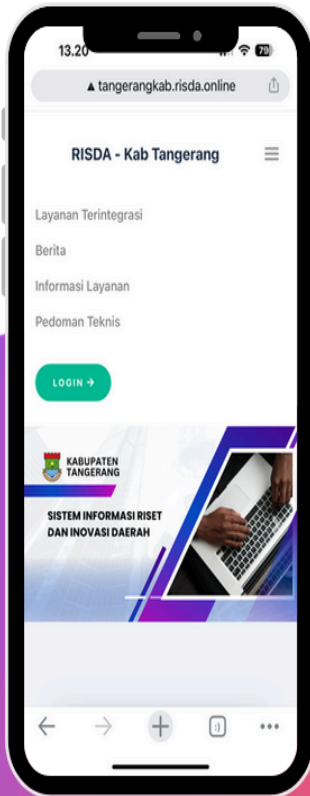 13.20
79
tangerangkab.risda.online
RISDA - Kab Tangerang
Layanan Terintegrasi
Berita
Informasi Layanan
Pedoman Teknis
LOGIN →
KABUPATEN
TANGERANG
SISTEM INFORMASI RISET
DAN INOVASI DAERAH
:)